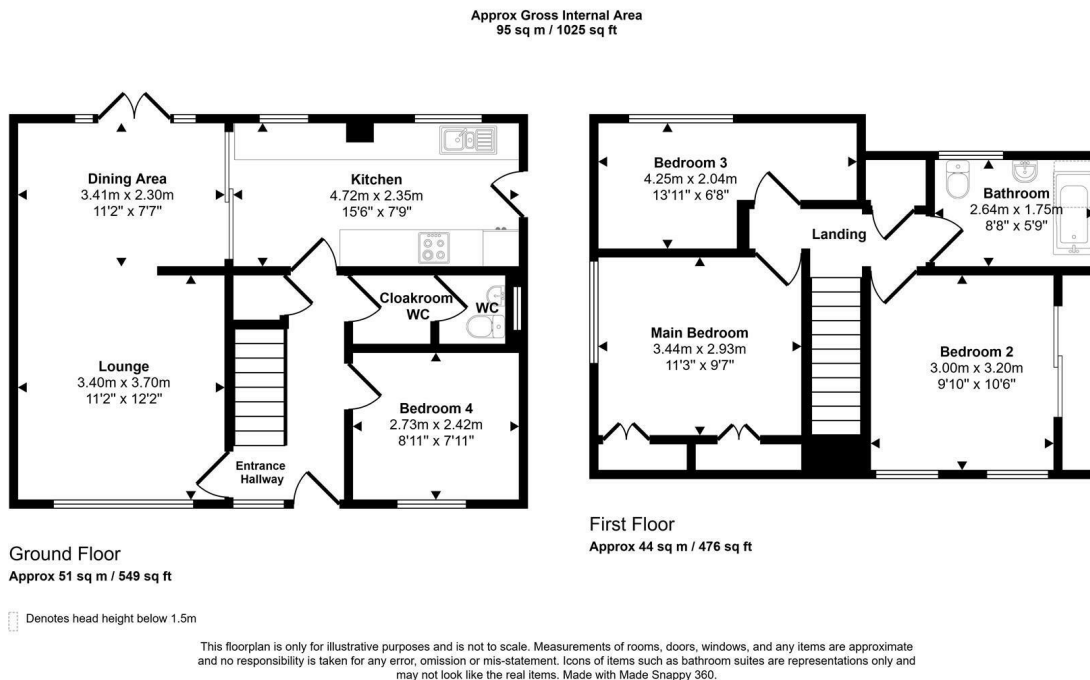 Approx Gross Internal Area
95 sq m / 1025 sq ft
Dining Area
3.41m x 2.30m
11'2" x 7'7"
Kitchen
4.72m x 2.35m
15'6" x 7'9"
Cloakroom
WC
WC
Lounge
3.40m x 3.70m
11'2" x 12'2"
Bedroom 4
2.73m x 2.42m
8'11" x 7'11"
Entrance
Hallway
Ground Floor
Approx 51 sq m / 549 sq ft
Bedroom 3
4.25m x 2.04m
13'11" x 6'8"
Bathroom
2.64m x 1.75m
8'8" x 5'9"
Landing
Main Bedroom
3.44m x 2.93m
11'3" x 9'7"
Bedroom 2
3.00m x 3.20m
9'10" x 10'6"
First Floor
Approx 44 sq m / 476 sq ft
Denotes head height below 1.5m
This floorplan is only for illustrative purposes and is not to scale. Measurements of rooms, doors, windows, and any items are approximate
and no responsibility is taken for any error, omission or mis-statement. Icons of items such as bathroom suites are representations only and
may not look like the real items. Made with Made Snappy 360.